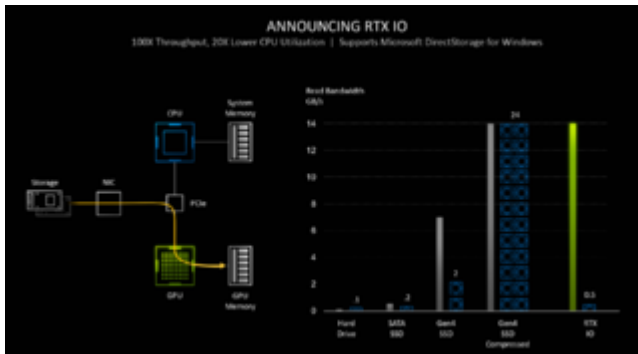 ANNOUNCING RTX IO
100X Throughput, 20X Lower CPU Utilization | Supports Microsoft DirectStorage for Windows
CPU
System
Memory
Storage
NIC
PCIe
GPU
GPU
Memory
Read Bandwidth
GB/s
14
12
10
8
6
4
2
0
.1
.2
2
24
0.5
Hard
Drive
SATA
SSD
Gen4
SSD
Gen4
SSD
Compressed
RTX
IO